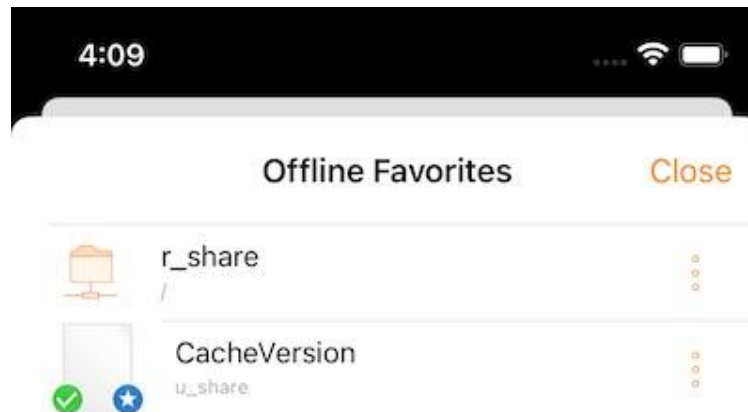 4:09
Offline Favorites Close
r_share
/
CacheVersion
u_share